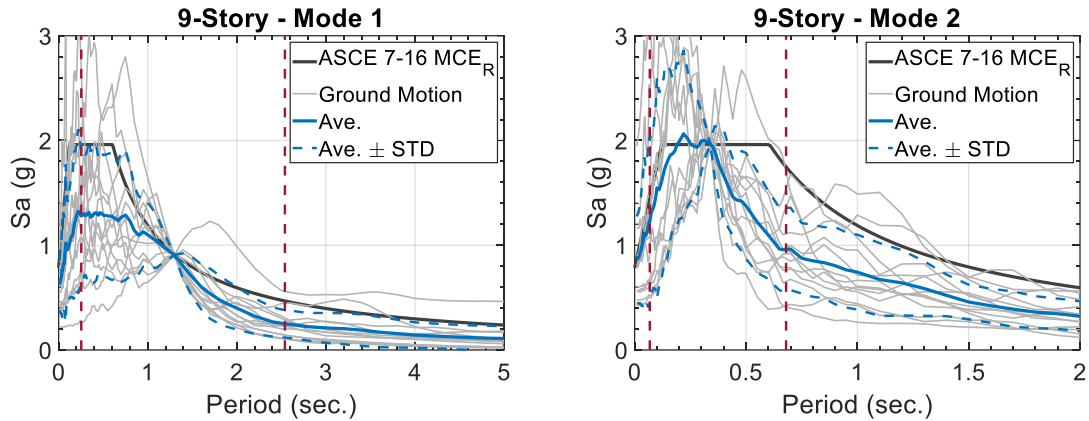 9-Story - Mode 1
3
2
1
0
Sa (g)
0 1 2 3 4 5
Period (sec.)
ASCE 7-16 MCE_R
Ground Motion
Ave.
Ave. ± STD
9-Story - Mode 2
3
2
1
0
Sa (g)
0 0.5 1 1.5 2
Period (sec.)
ASCE 7-16 MCE_R
Ground Motion
Ave.
Ave. ± STD